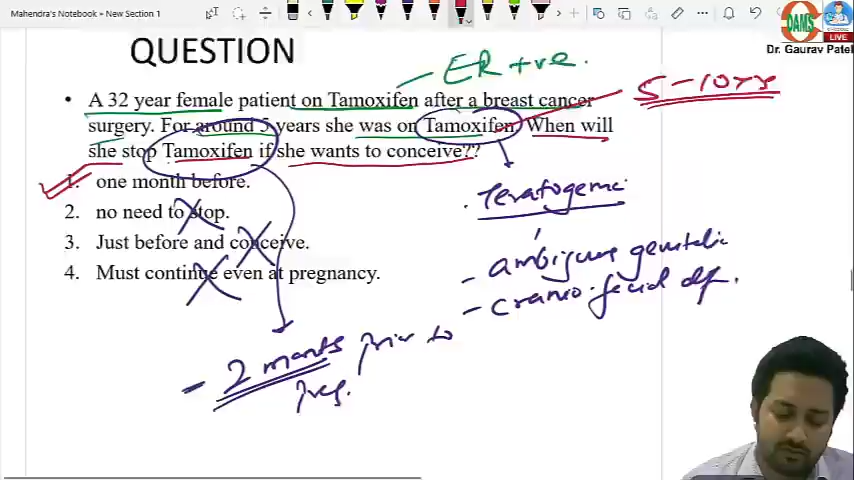 Mahendra's Notebook » New Section 1
DAMS
LIVE
Dr. Gaurav Patel
QUESTION
ER +ve.
5-10 yrs
• A 32 year female patient on Tamoxifen after a breast cancer
surgery. For around 5 years she was on Tamoxifen. When will
she stop Tamoxifen if she wants to conceive??
1. one month before.
2. no need to stop.
3. Just before and conceive.
4. Must continue even at pregnancy.
Teratogenic
- ambiguous genitelic
- cranio-facial def.
- 2 months prior to
preg.